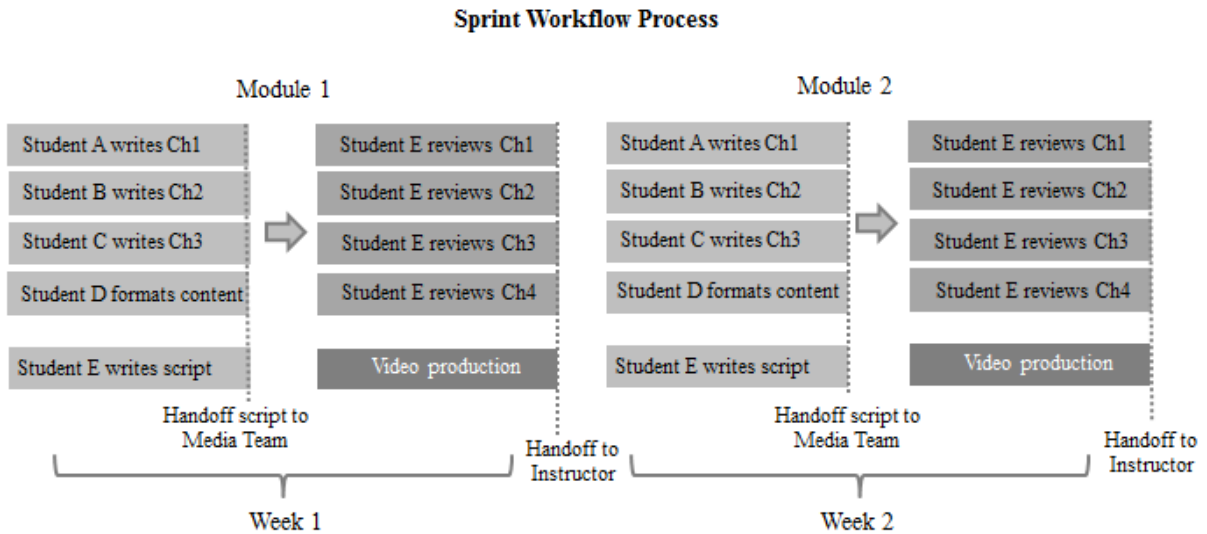 Sprint Workflow Process
Module 1
Student A writes Ch1
Student B writes Ch2
Student C writes Ch3
Student D formats content
Student E writes script
Handoff script to
Media Team
Student E reviews Ch1
Student E reviews Ch2
Student E reviews Ch3
Student E reviews Ch4
Video production
Handoff to
Instructor
Week 1
Module 2
Student A writes Ch1
Student B writes Ch2
Student C writes Ch3
Student D formats content
Student E writes script
Handoff script to
Media Team
Student E reviews Ch1
Student E reviews Ch2
Student E reviews Ch3
Student E reviews Ch4
Video production
Handoff to
Instructor
Week 2